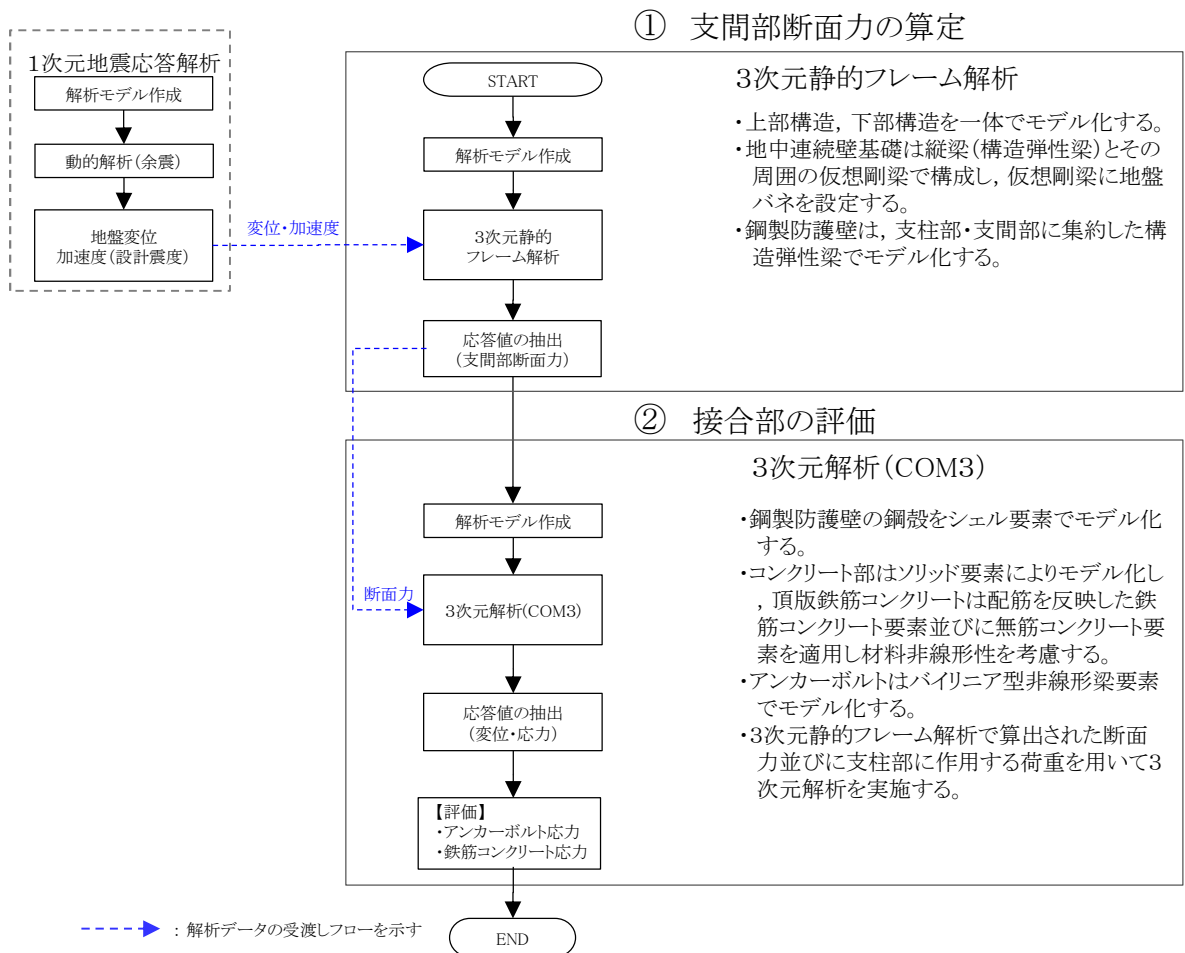 ① 支間部断面力の算定
1次元地震応答解析
解析モデル作成
動的解析(余震)
地盤変位
加速度(設計震度)
変位・加速度
START
解析モデル作成
3次元静的
フレーム解析
応答値の抽出
(支間部断面力)
3次元静的フレーム解析
・上部構造，下部構造を一体でモデル化する。
・地中連続壁基礎は縦梁(構造弾性梁)とその
周囲の仮想剛梁で構成し，仮想剛梁に地盤
バネを設定する。
・鋼製防護壁は，支柱部・支間部に集約した構
造弾性梁でモデル化する。
② 接合部の評価
断面力
解析モデル作成
3次元解析(COM3)
応答値の抽出
(変位・応力)
【評価】
・アンカーボルト応力
・鉄筋コンクリート応力
3次元解析(COM3)
・鋼製防護壁の鋼殻をシェル要素でモデル化
する。
・コンクリート部はソリッド要素によりモデル化し
，頂版鉄筋コンクリートは配筋を反映した鉄
筋コンクリート要素並びに無筋コンクリート要
素を適用し材料非線形性を考慮する。
・アンカーボルトはバイリニア型非線形梁要素
でモデル化する。
・3次元静的フレーム解析で算出された断面
力並びに支柱部に作用する荷重を用いて3
次元解析を実施する。
：解析データの受渡しフローを示す
END